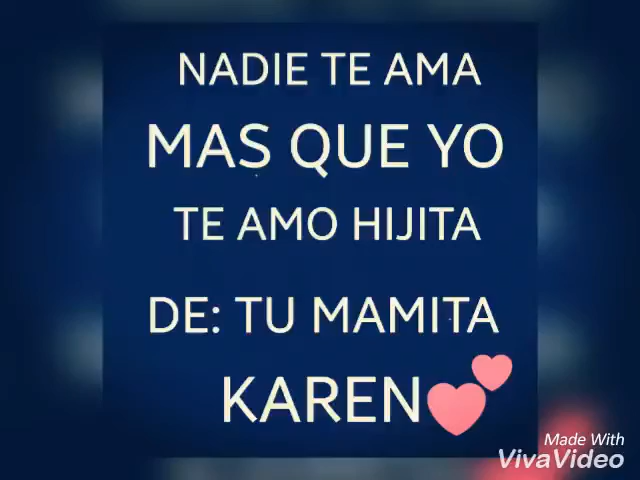 NADIE TE AMA
MAS QUE YO
TE AMO HIJITA
DE: TU MAMITA
KAREN💕
Made With
VivaVideo